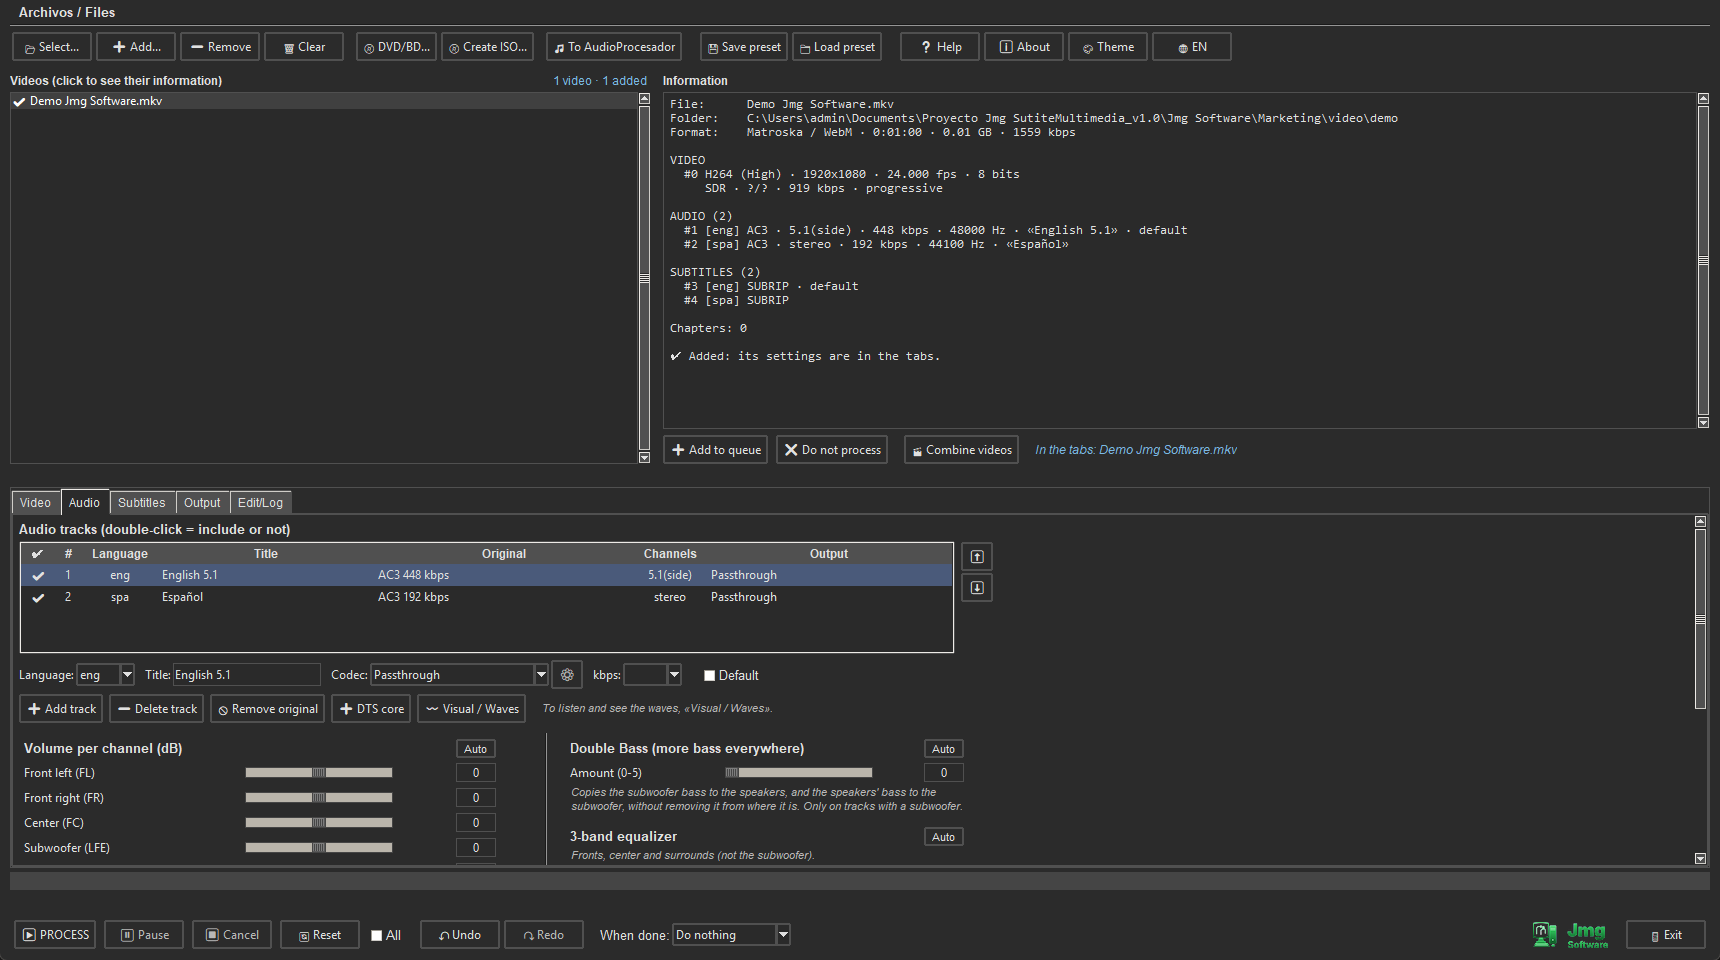 Archivos / Files
Select... Add... Remove Clear DVD/BD... Create ISO... To AudioProcesador Save preset Load preset Help About Theme EN
Videos (click to see their information) 1 video · 1 added
Demo Jmg Software.mkv
Information
File: Demo Jmg Software.mkv
Folder: C:\Users\admin\Documents\Proyecto Jmg SutiteMultimedia_v1.0\Jmg Software\Marketing\video\demo
Format: Matroska / WebM · 0:01:00 · 0.01 GB · 1559 kbps
VIDEO
#0 H264 (High) · 1920x1080 · 24.000 fps · 8 bits
SDR · ?/? · 919 kbps · progressive
AUDIO (2)
#1 [eng] AC3 · 5.1(side) · 448 kbps · 48000 Hz · «English 5.1» · default
#2 [spa] AC3 · stereo · 192 kbps · 44100 Hz · «Español»
SUBTITLES (2)
#3 [eng] SUBRIP · default
#4 [spa] SUBRIP
Chapters: 0
✔ Added: its settings are in the tabs.
Add to queue Do not process Combine videos In the tabs: Demo Jmg Software.mkv
Video Audio Subtitles Output Edit/Log
Audio tracks (double-click = include or not)
✔ # Language Title Original Channels Output
✔ 1 eng English 5.1 AC3 448 kbps 5.1(side) Passthrough
✔ 2 spa Español AC3 192 kbps stereo Passthrough
Language: eng Title: English 5.1 Codec: Passthrough kbps: Default
Add track Delete track Remove original DTS core Visual / Waves To listen and see the waves, «Visual / Waves».
Volume per channel (dB) Auto
Front left (FL) 0
Front right (FR) 0
Center (FC) 0
Subwoofer (LFE) 0
Double Bass (more bass everywhere) Auto
Amount (0-5) 0
Copies the subwoofer bass to the speakers, and the speakers' bass to the
subwoofer, without removing it from where it is. Only on tracks with a subwoofer.
3-band equalizer Auto
Fronts, center and surrounds (not the subwoofer).
PROCESS Pause Cancel Reset All Undo Redo When done: Do nothing Jmg Software Exit